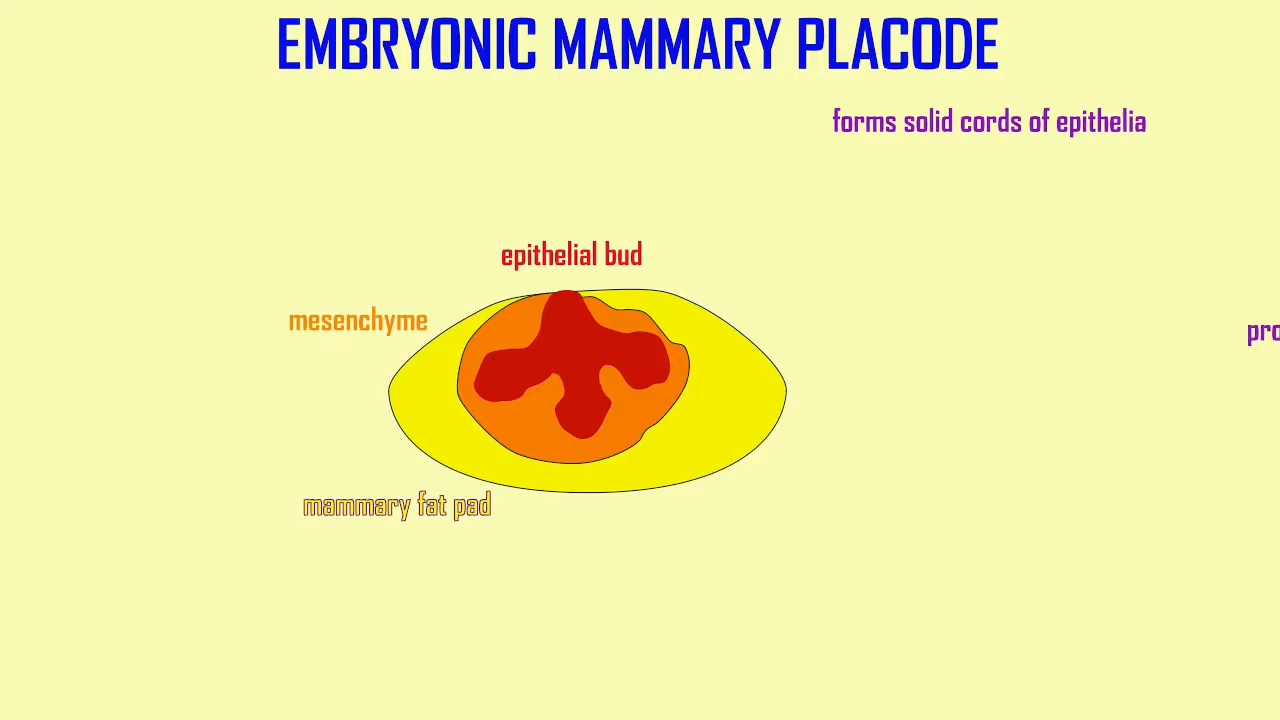 EMBRYONIC MAMMARY PLACODE
forms solid cords of epithelia
epithelial bud
mesenchyme
mammary fat pad